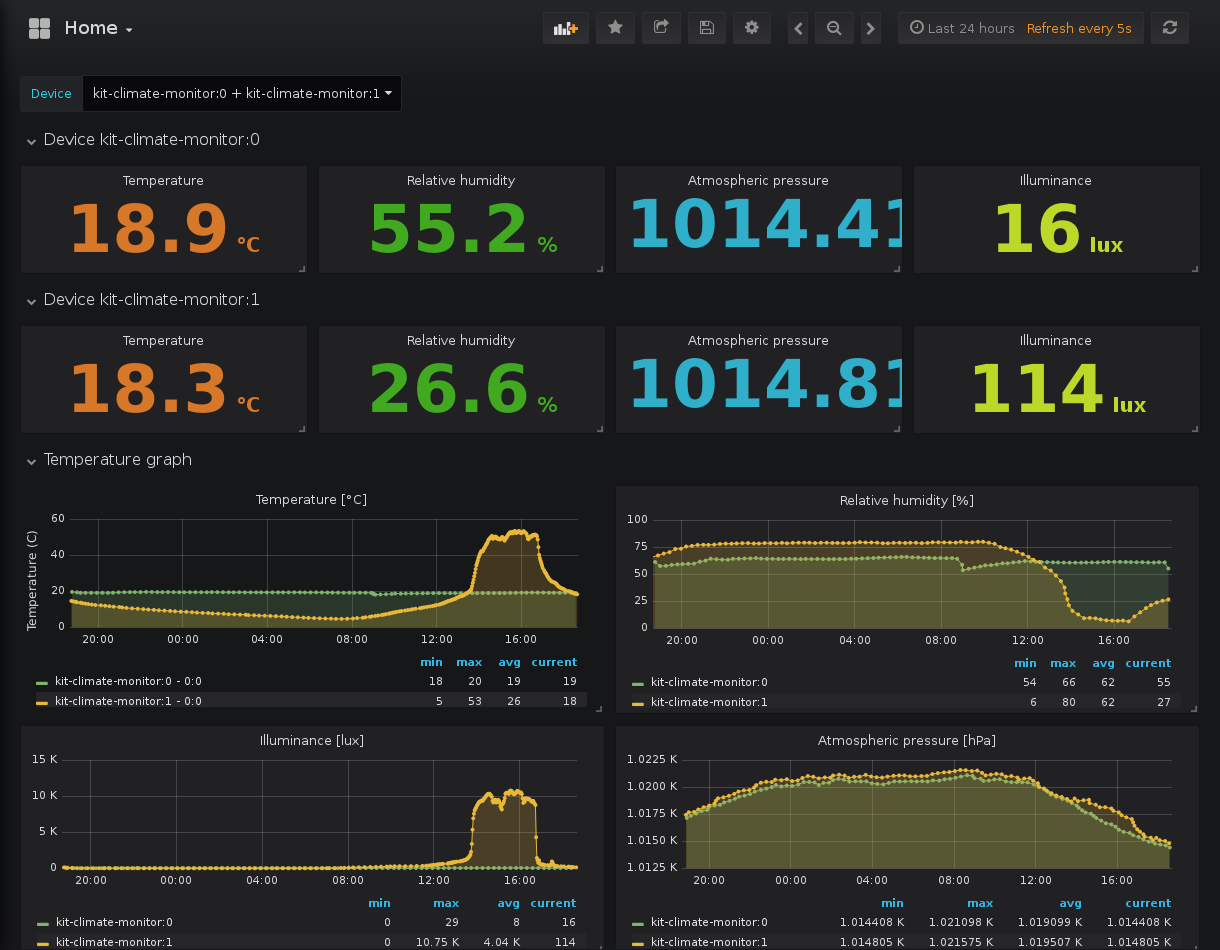 Home
Last 24 hours Refresh every 5s
Device kit-climate-monitor:0 + kit-climate-monitor:1
Device kit-climate-monitor:0
Temperature Relative humidity Atmospheric pressure Illuminance
18.9 °C 55.2 % 1014.41 16 lux
Device kit-climate-monitor:1
Temperature Relative humidity Atmospheric pressure Illuminance
18.3 °C 26.6 % 1014.81 114 lux
Temperature graph
Temperature [°C]
Temperature (C)
60
40
20
0
20:00 00:00 04:00 08:00 12:00 16:00
min max avg current
kit-climate-monitor:0 - 0:0 18 20 19 19
kit-climate-monitor:1 - 0:0 5 53 26 18
Relative humidity [%]
100
75
50
25
0
20:00 00:00 04:00 08:00 12:00 16:00
min max avg current
kit-climate-monitor:0 54 66 62 55
kit-climate-monitor:1 6 80 62 27
Illuminance [lux]
15 K
10 K
5 K
0
20:00 00:00 04:00 08:00 12:00 16:00
min max avg current
kit-climate-monitor:0 0 29 8 16
kit-climate-monitor:1 0 10.75 K 4.04 K 114
Atmospheric pressure [hPa]
1.0225 K
1.0200 K
1.0175 K
1.0150 K
1.0125 K
20:00 00:00 04:00 08:00 12:00 16:00
min max avg current
kit-climate-monitor:0 1.014408 K 1.021098 K 1.019099 K 1.014408 K
kit-climate-monitor:1 1.014805 K 1.021575 K 1.019507 K 1.014805 K